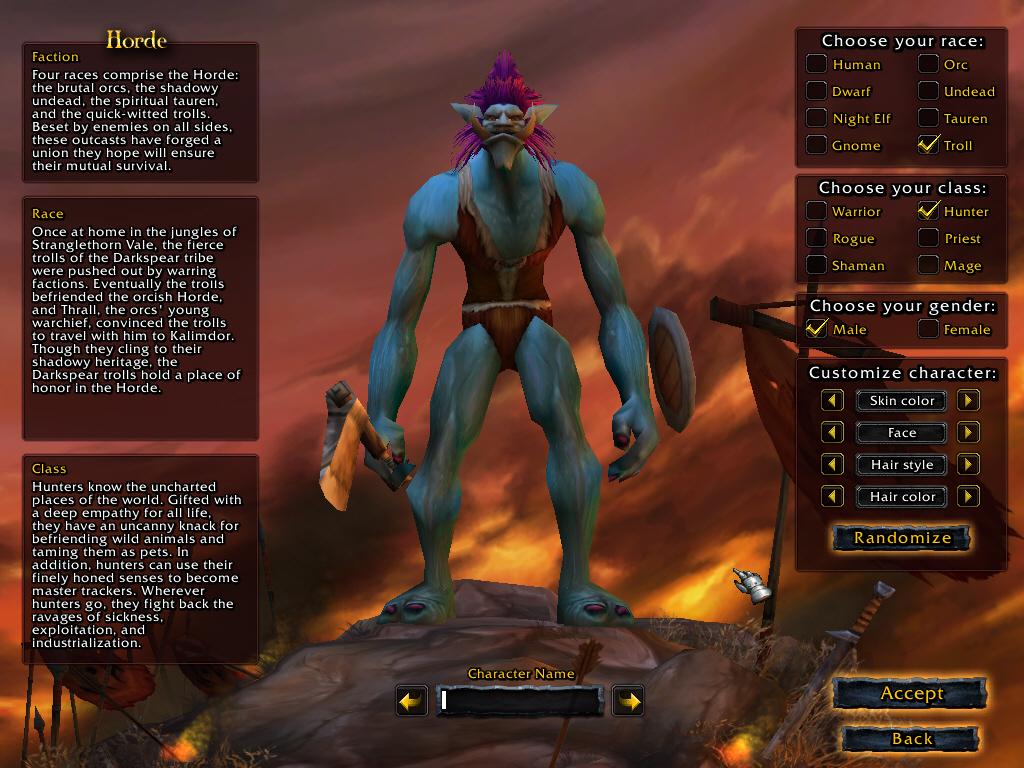 Horde
Faction
Four races comprise the Horde:
the brutal orcs, the shadowy
undead, the spiritual tauren,
and the quick-witted trolls.
Beset by enemies on all sides,
these outcasts have forged a
union they hope will ensure
their mutual survival.
Race
Once at home in the jungles of
Stranglethorn Vale, the fierce
trolls of the Darkspear tribe
were pushed out by warring
factions. Eventually the trolls
befriended the orcish Horde,
and Thrall, the orcs' young
warchief, convinced the trolls
to travel with him to Kalimdor.
Though they cling to their
shadowy heritage, the
Darkspear trolls hold a place of
honor in the Horde.
Class
Hunters know the uncharted
places of the world. Gifted with
a deep empathy for all life,
they have an uncanny knack for
befriending wild animals and
taming them as pets. In
addition, hunters can use their
finely honed senses to become
master trackers. Wherever
hunters go, they fight back the
ravages of sickness,
exploitation, and
industrialization.
Character Name
Choose your race:
Human Orc
Dwarf Undead
Night Elf Tauren
Gnome Troll
Choose your class:
Warrior Hunter
Rogue Priest
Shaman Mage
Choose your gender:
Male Female
Customize character:
Skin color
Face
Hair style
Hair color
Randomize
Accept
Back